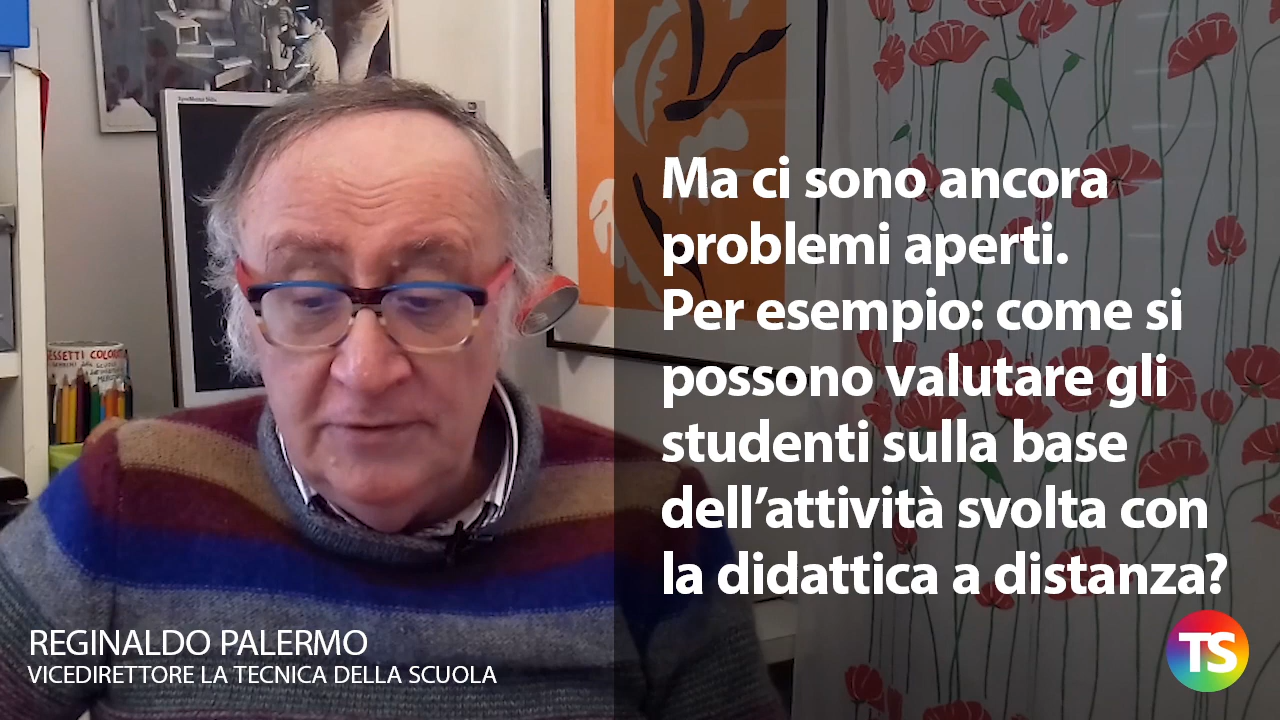 Ma ci sono ancora
problemi aperti.
Per esempio: come si
possono valutare gli
studenti sulla base
dell’attività svolta con
la didattica a distanza?
REGINALDO PALERMO
VICEDIRETTORE LA TECNICA DELLA SCUOLA
TS